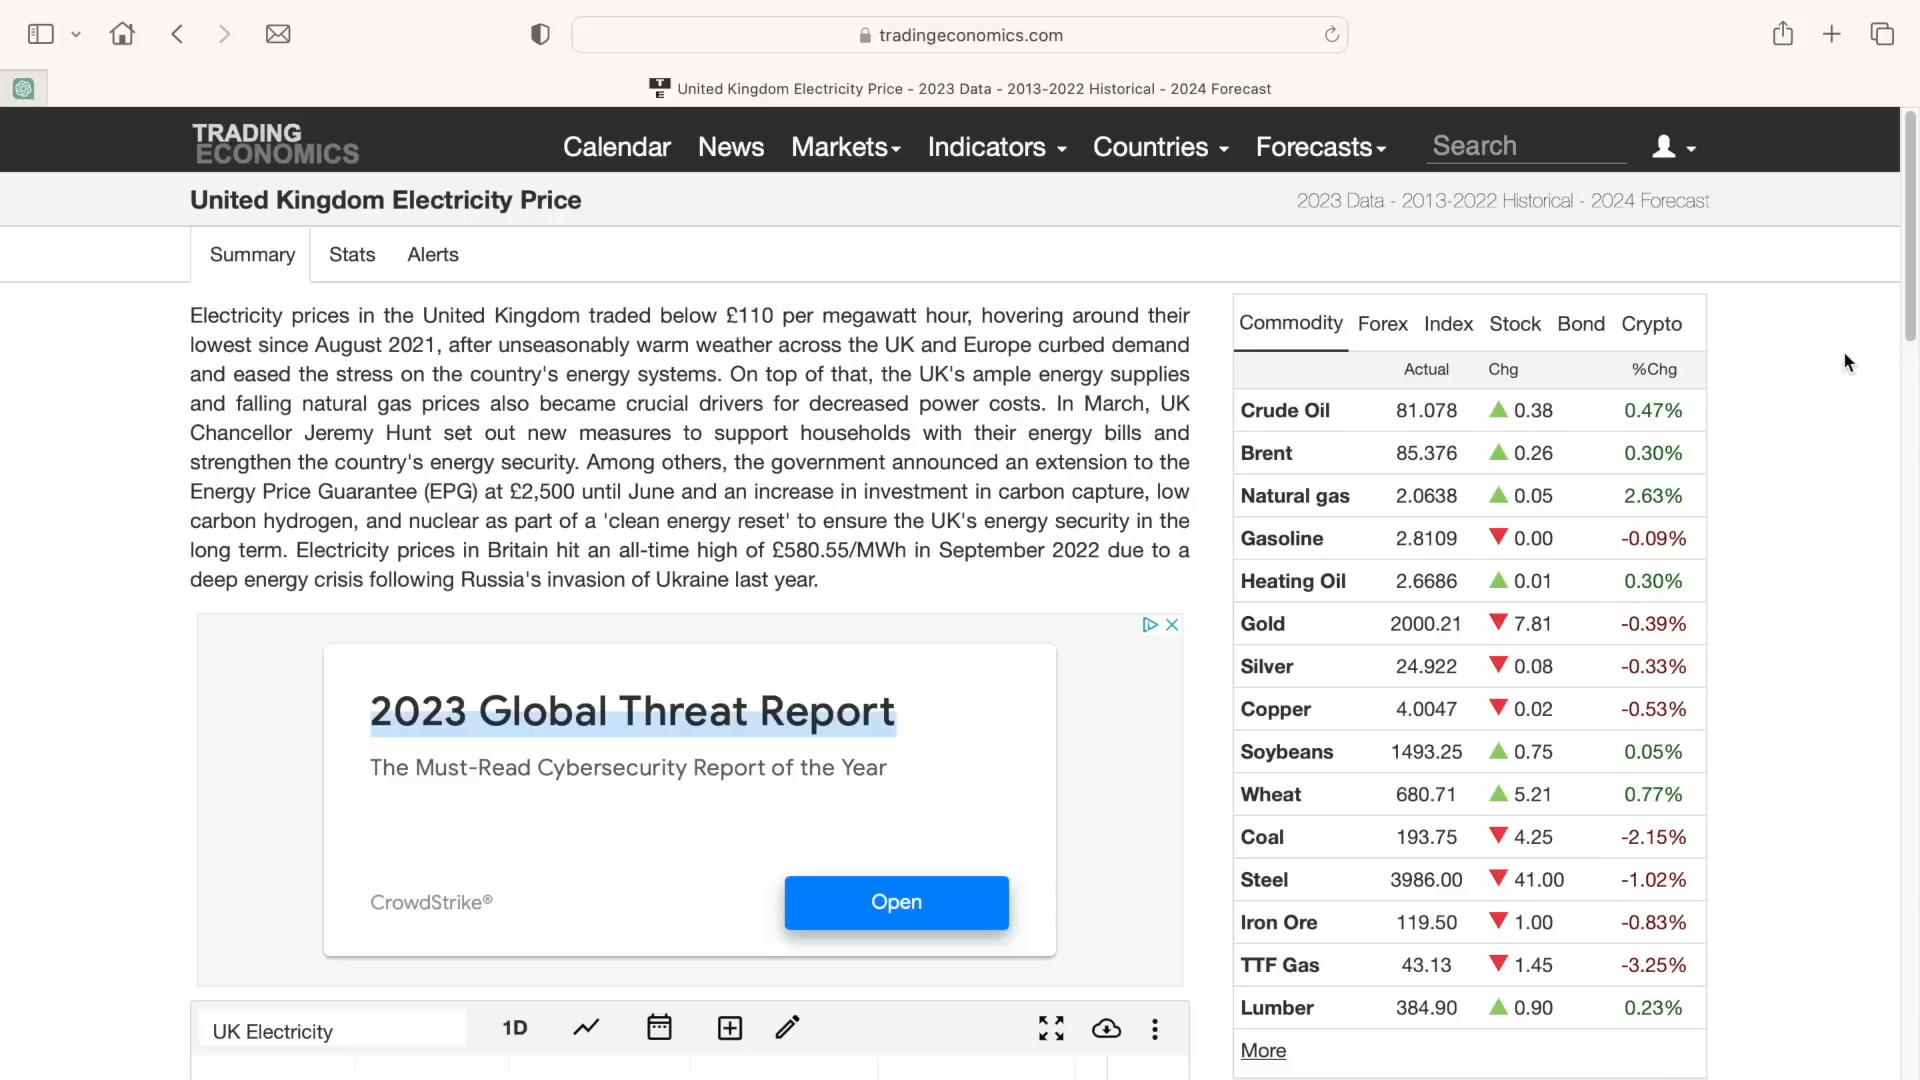 tradingeconomics.com
United Kingdom Electricity Price - 2023 Data - 2013-2022 Historical - 2024 Forecast
TRADING
ECONOMICS
Calendar News Markets Indicators Countries Forecasts Search
United Kingdom Electricity Price
2023 Data - 2013-2022 Historical - 2024 Forecast
Summary Stats Alerts
Electricity prices in the United Kingdom traded below £110 per megawatt hour, hovering around their
lowest since August 2021, after unseasonably warm weather across the UK and Europe curbed demand
and eased the stress on the country's energy systems. On top of that, the UK's ample energy supplies
and falling natural gas prices also became crucial drivers for decreased power costs. In March, UK
Chancellor Jeremy Hunt set out new measures to support households with their energy bills and
strengthen the country's energy security. Among others, the government announced an extension to the
Energy Price Guarantee (EPG) at £2,500 until June and an increase in investment in carbon capture, low
carbon hydrogen, and nuclear as part of a 'clean energy reset' to ensure the UK's energy security in the
long term. Electricity prices in Britain hit an all-time high of £580.55/MWh in September 2022 due to a
deep energy crisis following Russia's invasion of Ukraine last year.
2023 Global Threat Report
The Must-Read Cybersecurity Report of the Year
CrowdStrike®
Open
UK Electricity
1D
Commodity Forex Index Stock Bond Crypto
Actual Chg %Chg
Crude Oil 81.078 0.38 0.47%
Brent 85.376 0.26 0.30%
Natural gas 2.0638 0.05 2.63%
Gasoline 2.8109 0.00 -0.09%
Heating Oil 2.6686 0.01 0.30%
Gold 2000.21 7.81 -0.39%
Silver 24.922 0.08 -0.33%
Copper 4.0047 0.02 -0.53%
Soybeans 1493.25 0.75 0.05%
Wheat 680.71 5.21 0.77%
Coal 193.75 4.25 -2.15%
Steel 3986.00 41.00 -1.02%
Iron Ore 119.50 1.00 -0.83%
TTF Gas 43.13 1.45 -3.25%
Lumber 384.90 0.90 0.23%
More